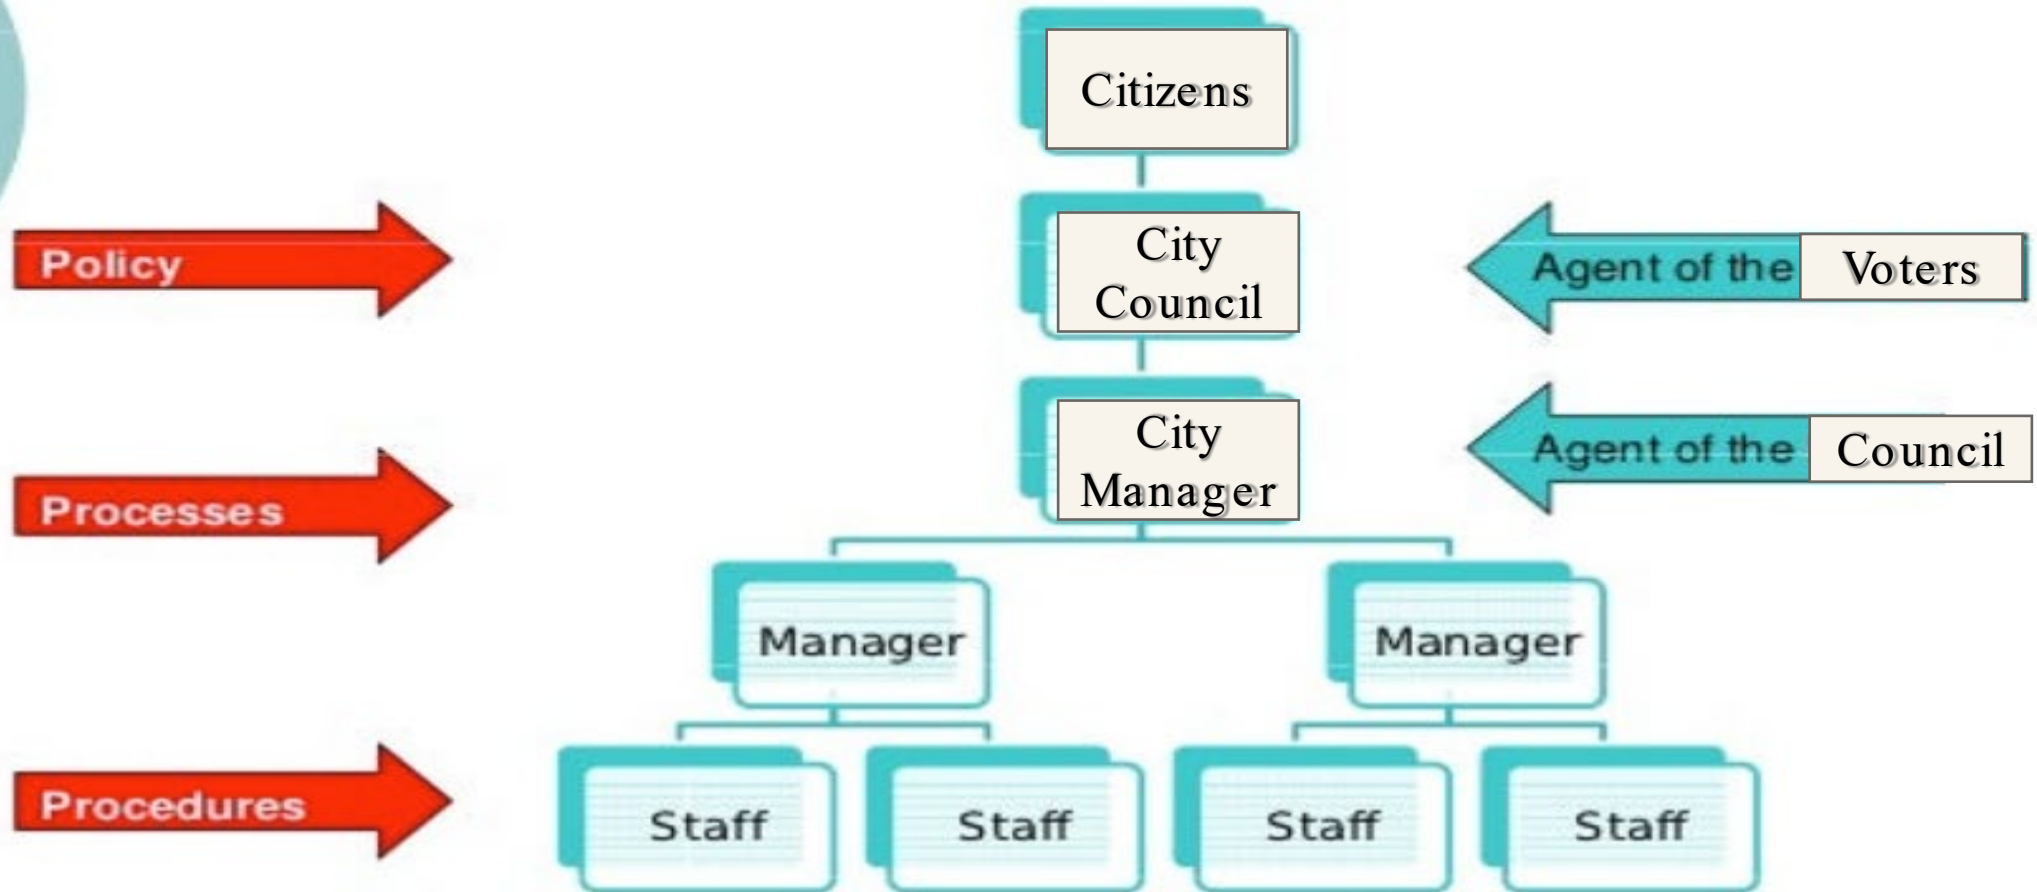 Citizens
Policy
City
Council
Agent of the Voters
Processes
City
Manager
Agent of the Council
Manager
Manager
Procedures
Staff
Staff
Staff
Staff